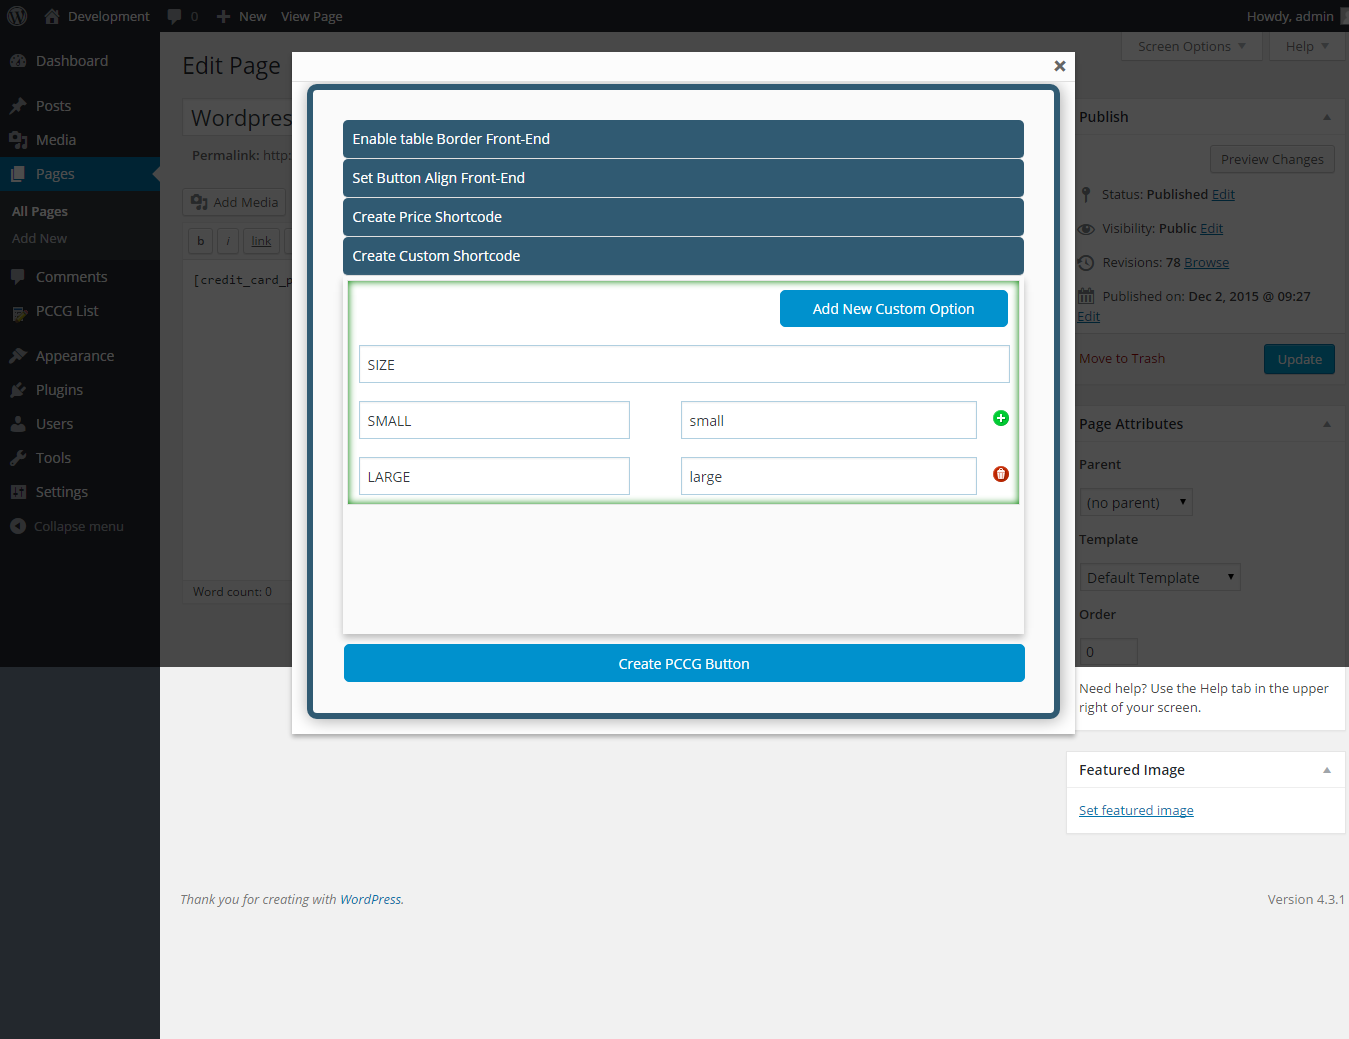 Development 0 New View Page Howdy, admin
Dashboard
Posts
Media
Pages
All Pages
Add New
Comments
PCCG List
Appearance
Plugins
Users
Tools
Settings
Collapse menu
Screen Options Help
Edit Page
Wordpres
Permalink: http:
Add Media
b i link
[credit_card_p
Word count: 0
Enable table Border Front-End
Set Button Align Front-End
Create Price Shortcode
Create Custom Shortcode
Add New Custom Option
SIZE
SMALL small
LARGE large
Create PCCG Button
Publish
Preview Changes
Status: Published Edit
Visibility: Public Edit
Revisions: 78 Browse
Published on: Dec 2, 2015 @ 09:27
Edit
Move to Trash Update
Page Attributes
Parent
(no parent)
Template
Default Template
Order
0
Need help? Use the Help tab in the upper
right of your screen.
Featured Image
Set featured image
Thank you for creating with WordPress. Version 4.3.1